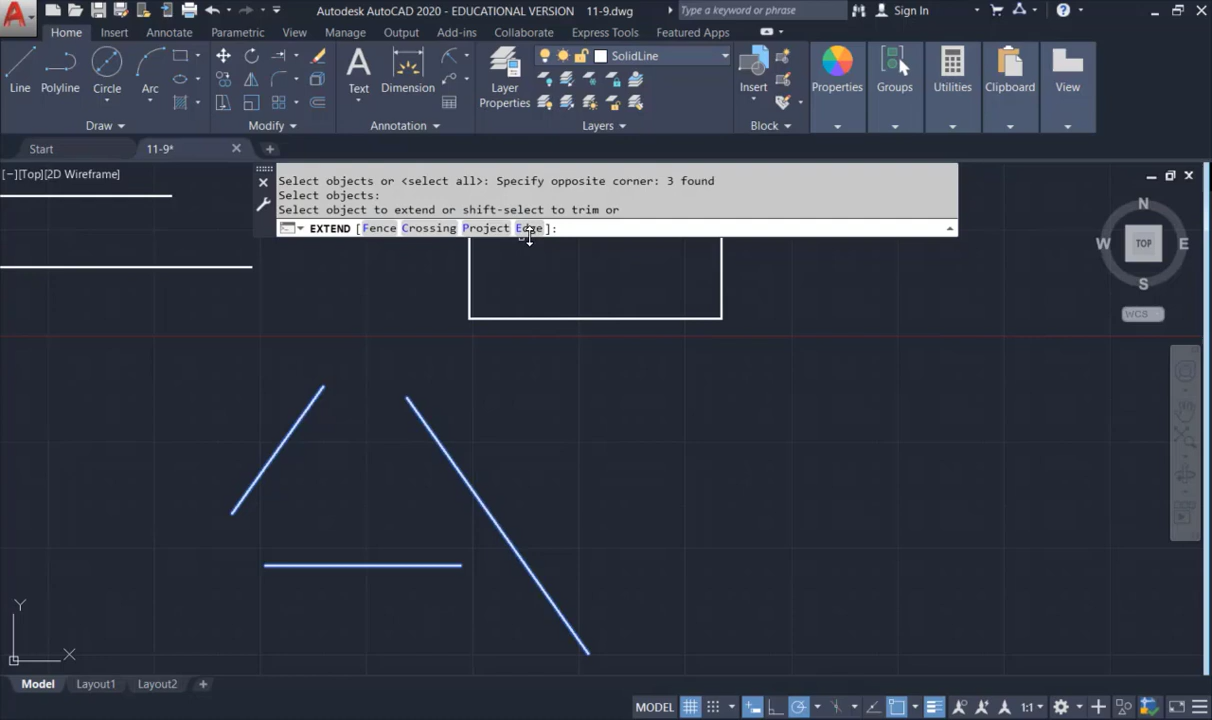 Autodesk AutoCAD 2020 - EDUCATIONAL VERSION 11-9.dwg
Type a keyword or phrase
Sign In
Home Insert Annotate Parametric View Manage Output Add-ins Collaborate Express Tools Featured Apps
SolidLine
Line Polyline Circle Arc
Text Dimension
Layer
Properties
Insert
Properties Groups Utilities Clipboard View
Draw Modify Annotation Layers Block
Start 11-9*
[−][Top][2D Wireframe]
Select objects or <select all>: Specify opposite corner: 3 found
Select objects:
Select object to extend or shift-select to trim or
EXTEND [Fence Crossing Project Edge]:
N
W TOP E
S
WCS
Y
X
Model Layout1 Layout2
MODEL 1:1